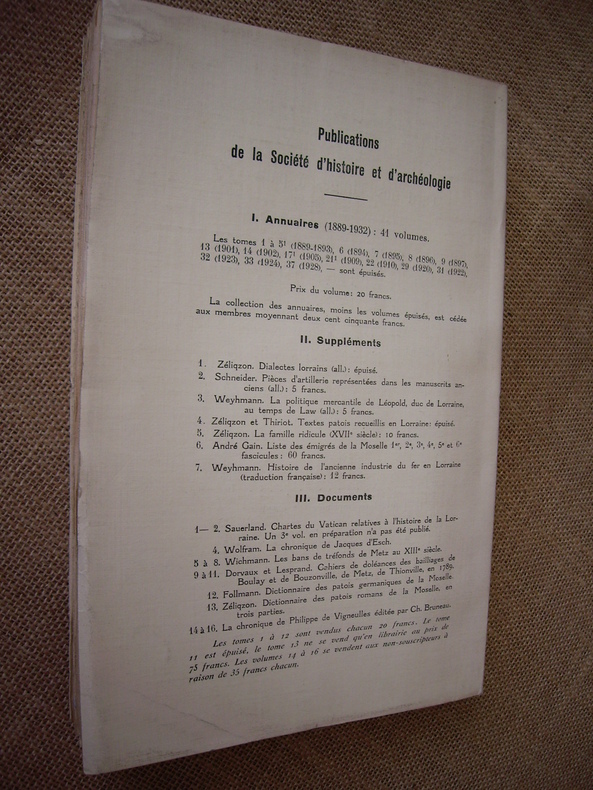 Publications
de la Société d'histoire et d'archéologie
I. Annuaires (1889-1932) : 41 volumes.
Les tomes 1 à 5¹ (1889-1893), 6 (1894), 7 (1895), 8 (1896), 9 (1897),
13 (1901), 14 (1902), 17¹ (1905), 21¹ (1909), 22 (1910), 29 (1920), 31 (1922),
32 (1923), 33 (1924), 37 (1928), — sont épuisés.
Prix du volume : 20 francs.
La collection des annuaires, moins les volumes épuisés, est cédée
aux membres moyennant deux cent cinquante francs.
II. Suppléments
1. Zéliqzon. Dialectes lorrains (all.) : épuisé.
2. Schneider. Pièces d'artillerie représentées dans les manuscrits an-
ciens (all.) : 5 francs.
3. Weyhmann. La politique mercantile de Léopold, duc de Lorraine,
au temps de Law (all.) : 5 francs.
4. Zéliqzon et Thiriot. Textes patois recueillis en Lorraine : épuisé.
5. Zéliqzon. La famille ridicule (XVIIᵉ siècle) : 10 francs.
6. André Gain. Liste des émigrés de la Moselle 1ᵉʳ, 2ᵉ, 3ᵉ, 4ᵉ, 5ᵉ et 6ᵉ
fascicules : 60 francs.
7. Weyhmann. Histoire de l'ancienne industrie du fer en Lorraine
(traduction française) : 12 francs.
III. Documents
1— 2. Sauerland. Chartes du Vatican relatives à l'histoire de la Lor-
raine. Un 3ᵉ vol. en préparation n'a pas été publié.
4. Wolfram. La chronique de Jacques d'Esch.
5 à 8. Wichmann. Les bans de tréfonds de Metz au XIIIᵉ siècle.
9 à 11. Dorvaux et Lesprand. Cahiers de doléances des bailliages de
Boulay et de Bouzonville, de Metz, de Thionville, en 1789.
12. Follmann. Dictionnaire des patois germaniques de la Moselle.
13. Zéliqzon. Dictionnaire des patois romans de la Moselle, en
trois parties.
14 à 16. La chronique de Philippe de Vigneulles éditée par Ch. Bruneau.
Les tomes 1 à 12 sont vendus chacun 20 francs. Le tome
11 est épuisé, le tome 13 ne se vend qu'en librairie au prix de
75 francs. Les volumes 14 à 16 se vendent aux non-souscripteurs à
raison de 35 francs chacun.